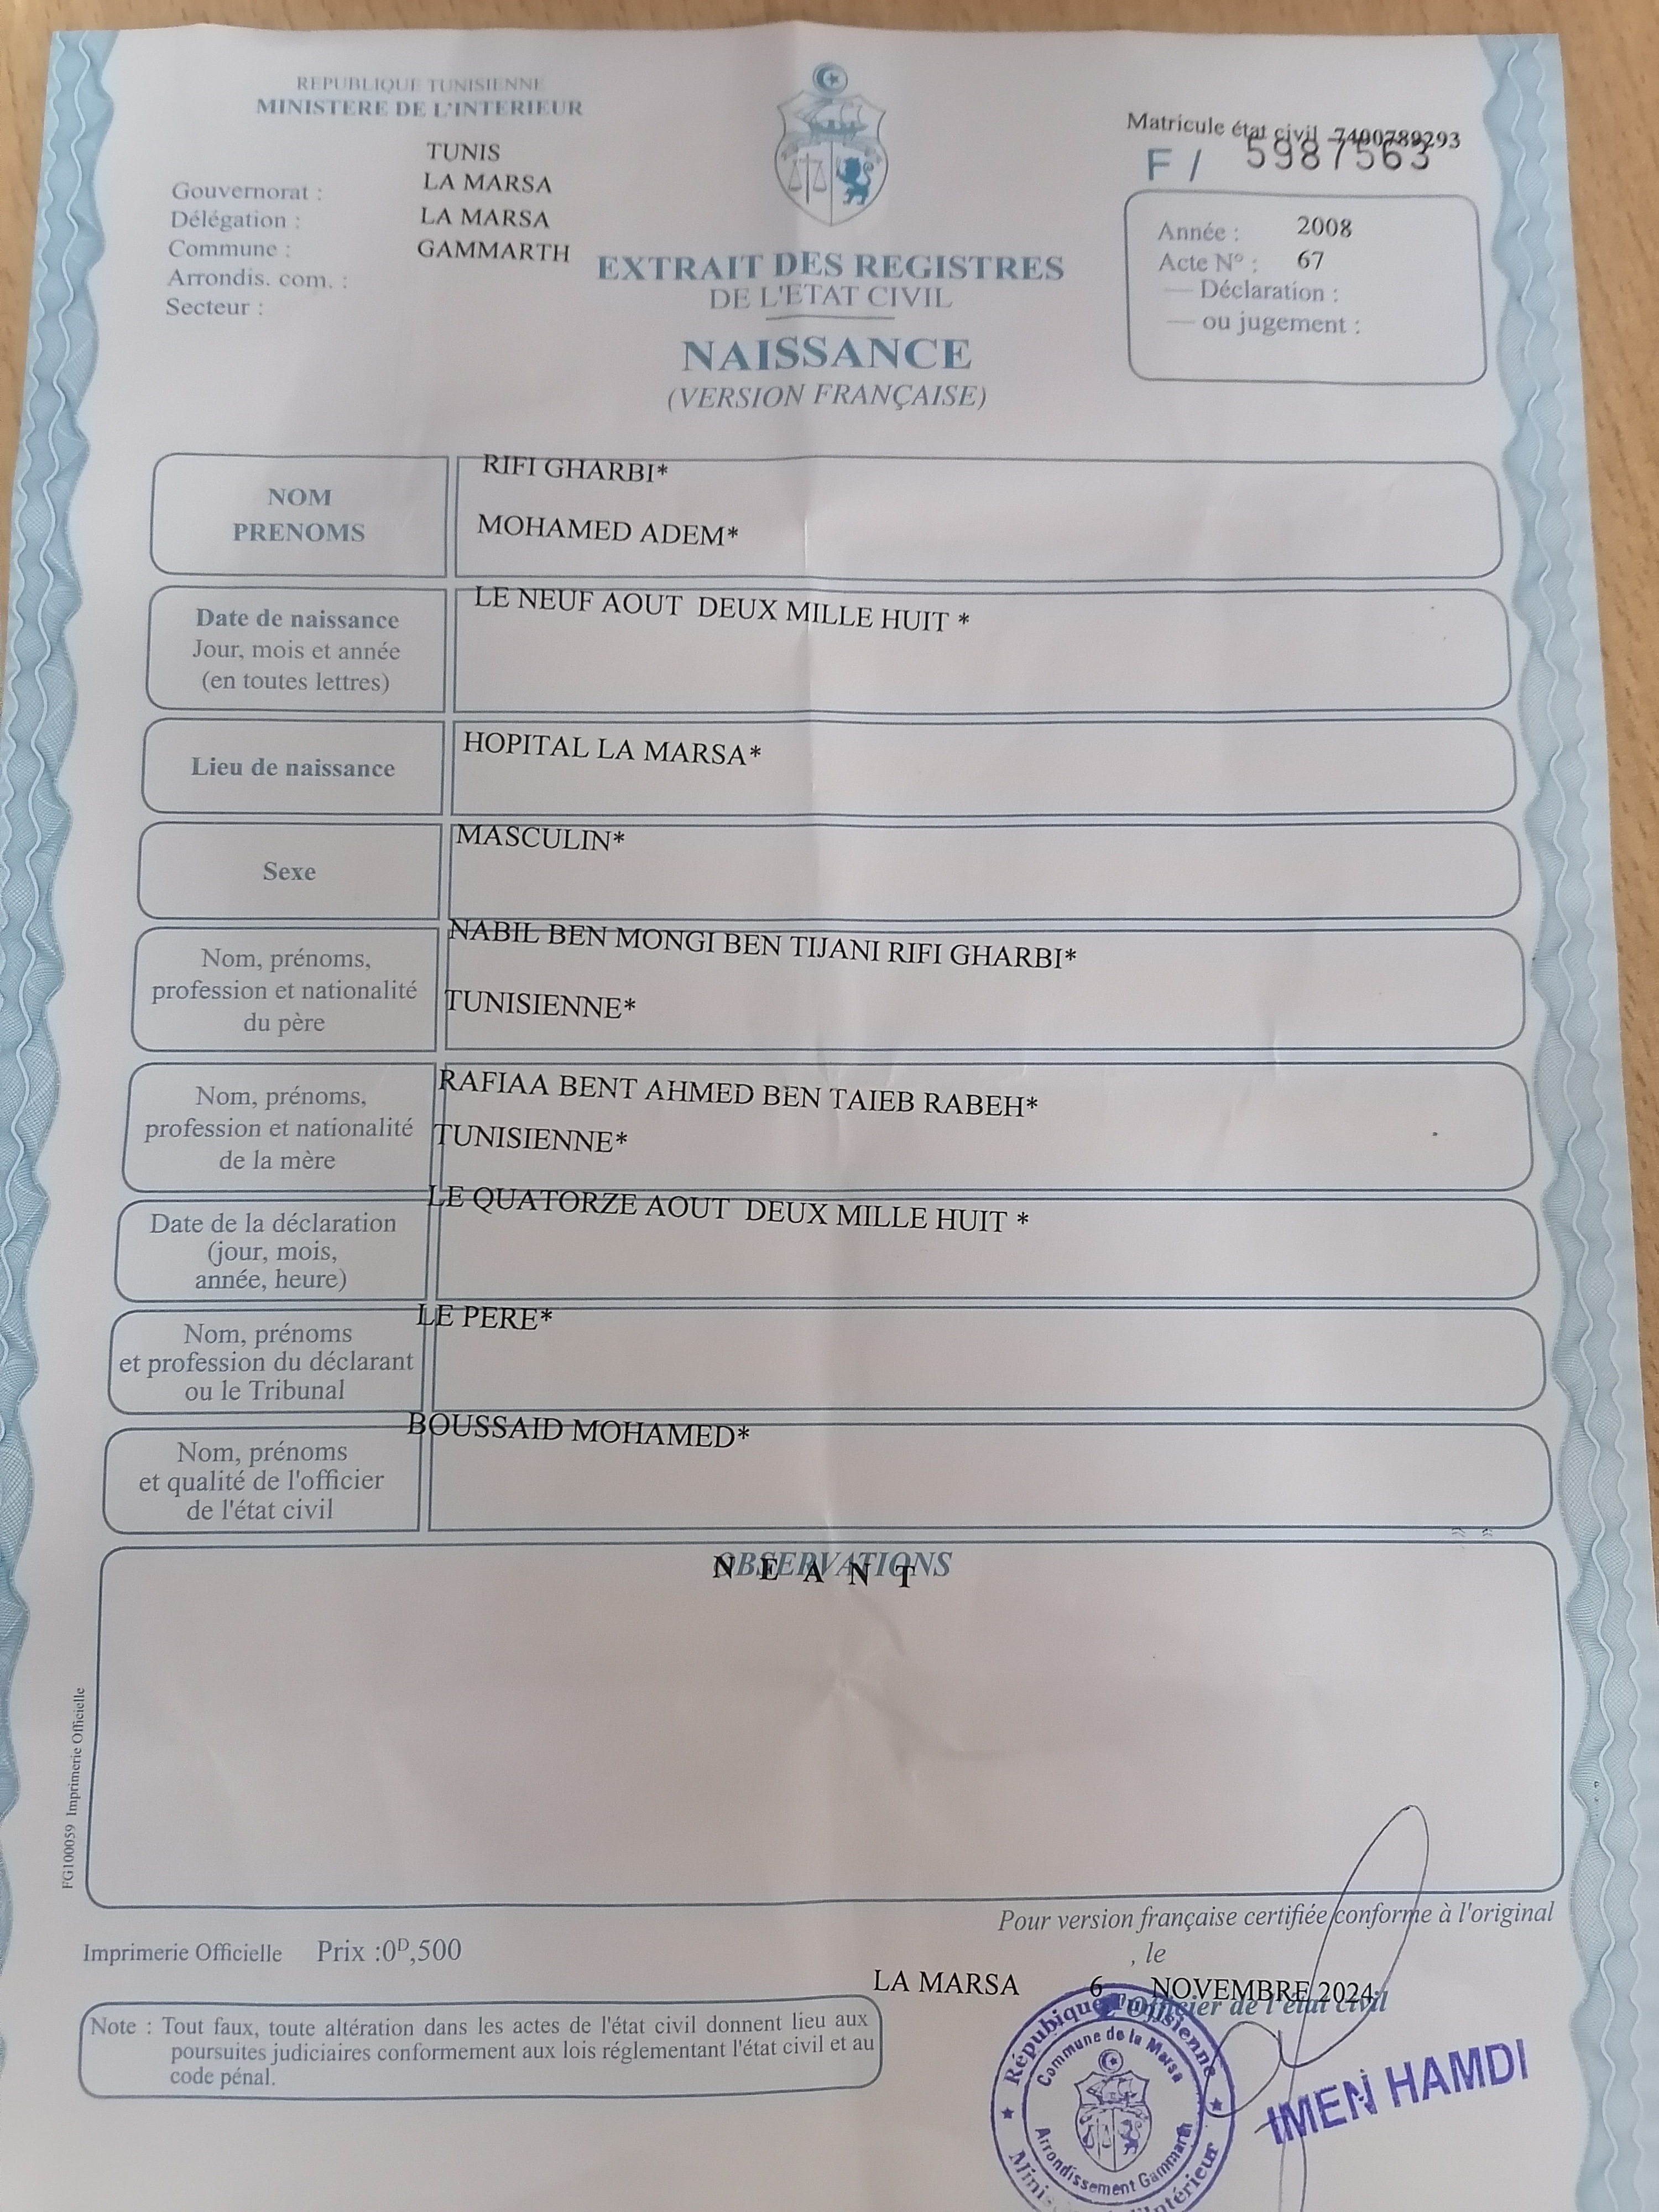 REPUBLIQUE TUNISIENNE
MINISTERE DE L'INTERIEUR
TUNIS
Gouvernorat : LA MARSA
Délégation : LA MARSA
Commune : GAMMARTH
Arrondis. com. :
Secteur :
Matricule état civil 7400789293
F / 5987563
Année : 2008
Acte N° : 67
— Déclaration :
— ou jugement :
EXTRAIT DES REGISTRES
DE L'ETAT CIVIL
NAISSANCE
(VERSION FRANÇAISE)
NOM
PRENOMS
RIFI GHARBI*
MOHAMED ADEM*
Date de naissance
Jour, mois et année
(en toutes lettres)
LE NEUF AOUT DEUX MILLE HUIT *
Lieu de naissance
HOPITAL LA MARSA*
Sexe
MASCULIN*
Nom, prénoms,
profession et nationalité
du père
NABIL BEN MONGI BEN TIJANI RIFI GHARBI*
TUNISIENNE*
Nom, prénoms,
profession et nationalité
de la mère
RAFIAA BENT AHMED BEN TAIEB RABEH*
TUNISIENNE*
Date de la déclaration
(jour, mois,
année, heure)
LE QUATORZE AOUT DEUX MILLE HUIT *
Nom, prénoms
et profession du déclarant
ou le Tribunal
LE PERE*
Nom, prénoms
et qualité de l'officier
de l'état civil
BOUSSAID MOHAMED*
OBSERVATIONS
N E A N T
FG100059 Imprimerie Officielle
Pour version française certifiée conforme à l'original
Imprimerie Officielle Prix :0D,500
, le
LA MARSA 6 NOVEMBRE 2024
L'officier de l'état civil
Note : Tout faux, toute altération dans les actes de l'état civil donnent lieu aux
poursuites judiciaires conformement aux lois réglementant l'état civil et au
code pénal.
République Tunisienne
Commune de la Marsa
Arrondissement Gammarth
Ministère de l'Intérieur
IMEN HAMDI